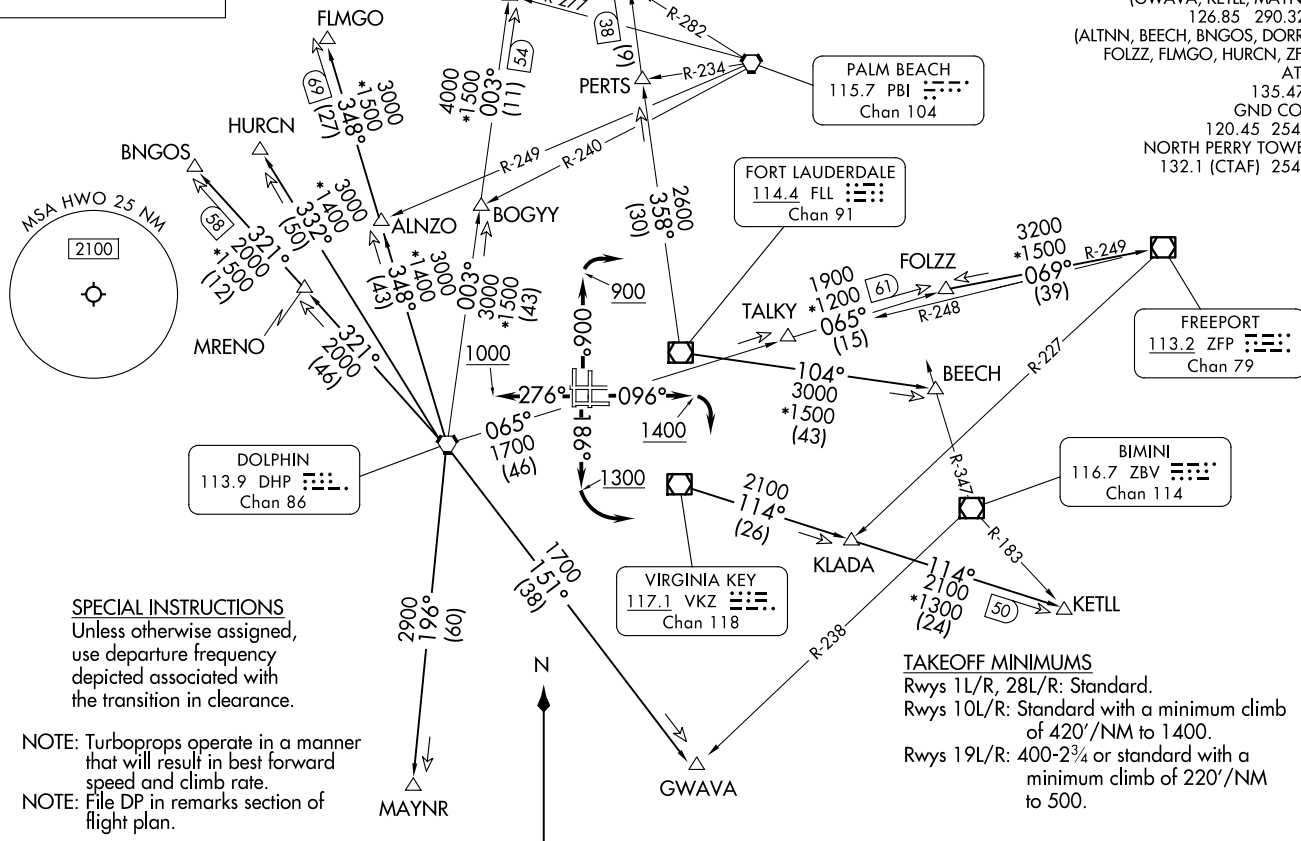 (GWAVA, KETLL, MAYN
126.85 290.32
(ALTNN, BEECH, BNGOS, DORR
FOLZZ, FLMGO, HURCN, ZF
AT
135.47
GND CO
120.45 254
NORTH PERRY TOWE
132.1 (CTAF) 254
FLMGO
R-277
R-282
38
(9)
54
4000
*1500
003°
(11)
PERTS
R-234
PALM BEACH
115.7 PBI
Chan 104
69
(27)
348°
3000
*1500
HURCN
BNGOS
R-249
R-240
MSA HWO 25 NM
2100
58
321°
2000
*1500
(12)
332°
(50)
3000
*1400
ALNZO
BOGYY
2600
358°
(30)
FORT LAUDERDALE
114.4 FLL
Chan 91
348°
(43)
3000
*1400
003°
3000
*1500
(43)
900
006°
3200
*1500
069°
(39)
R-249
FOLZZ
1900
*1200
61
065°
(15)
R-248
TALKY
FREEPORT
113.2 ZFP
Chan 79
R-227
MRENO
321°
2000
(46)
1000
276°
096°
186°
1400
104°
3000
*1500
(43)
BEECH
065°
1700
(46)
DOLPHIN
113.9 DHP
Chan 86
1300
R-347
BIMINI
116.7 ZBV
Chan 114
2100
114°
(26)
KLADA
R-183
114°
2100
*1300
(24)
50
KETLL
VIRGINIA KEY
117.1 VKZ
Chan 118
1700
151°
(38)
2900
196°
(60)
R-238
N
GWAVA
MAYNR
SPECIAL INSTRUCTIONS
Unless otherwise assigned,
use departure frequency
depicted associated with
the transition in clearance.
NOTE: Turboprops operate in a manner
that will result in best forward
speed and climb rate.
NOTE: File DP in remarks section of
flight plan.
TAKEOFF MINIMUMS
Rwys 1L/R, 28L/R: Standard.
Rwys 10L/R: Standard with a minimum climb
of 420'/NM to 1400.
Rwys 19L/R: 400-2¾ or standard with a
minimum climb of 220'/NM
to 500.